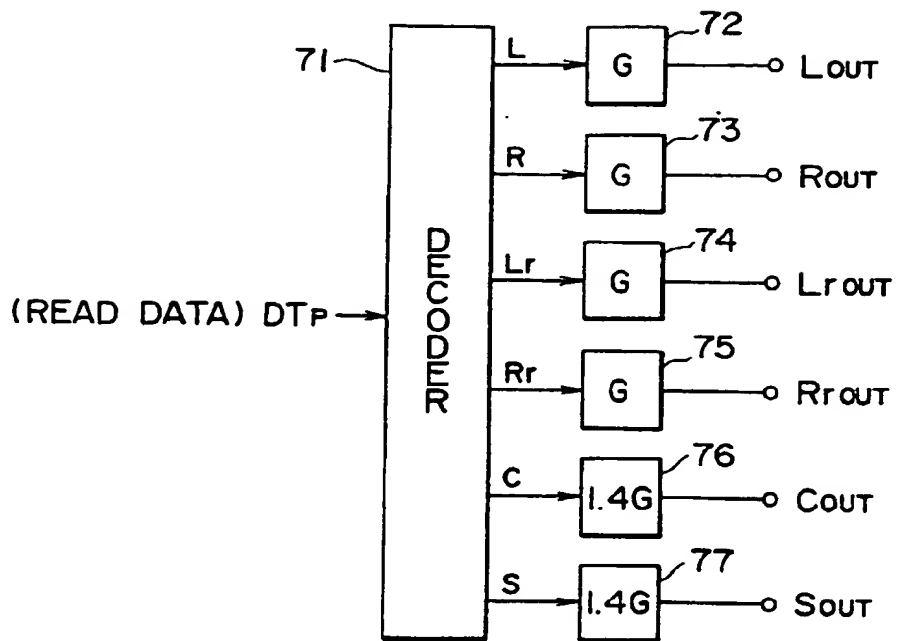 71
L
G
72
LOUT
R
G
73
ROUT
Lr
G
74
LrOUT
(READ DATA) DTP
DECODER
Rr
G
75
RrOUT
C
1.4G
76
COUT
S
1.4G
77
SOUT